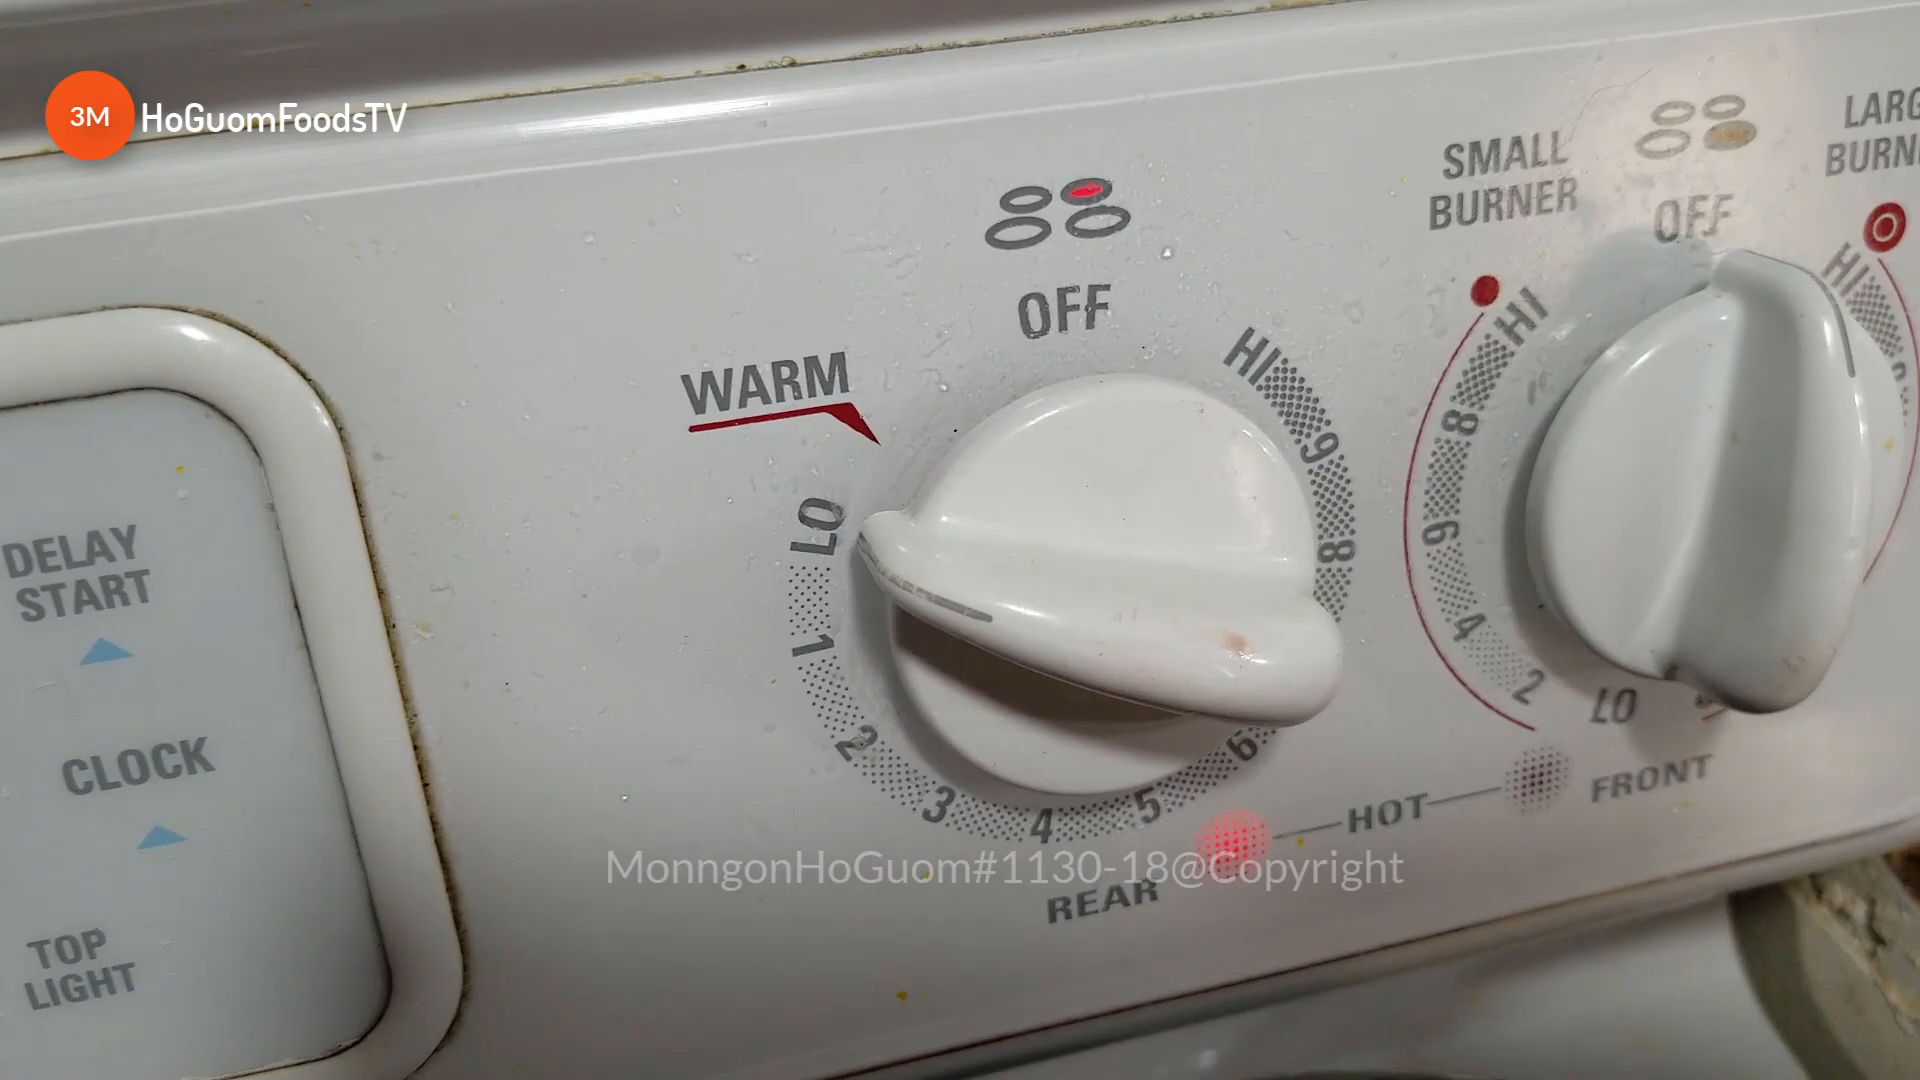 3M HoGuomFoodsTV
OFF
WARM
HI
9
8
6
5
4
3
2
1
LO
REAR
HOT
SMALL
BURNER
OFF
HI
8
6
4
2
LO
HI
FRONT
DELAY
START
CLOCK
TOP
LIGHT
MonngonHoGuom#1130-18@Copyright